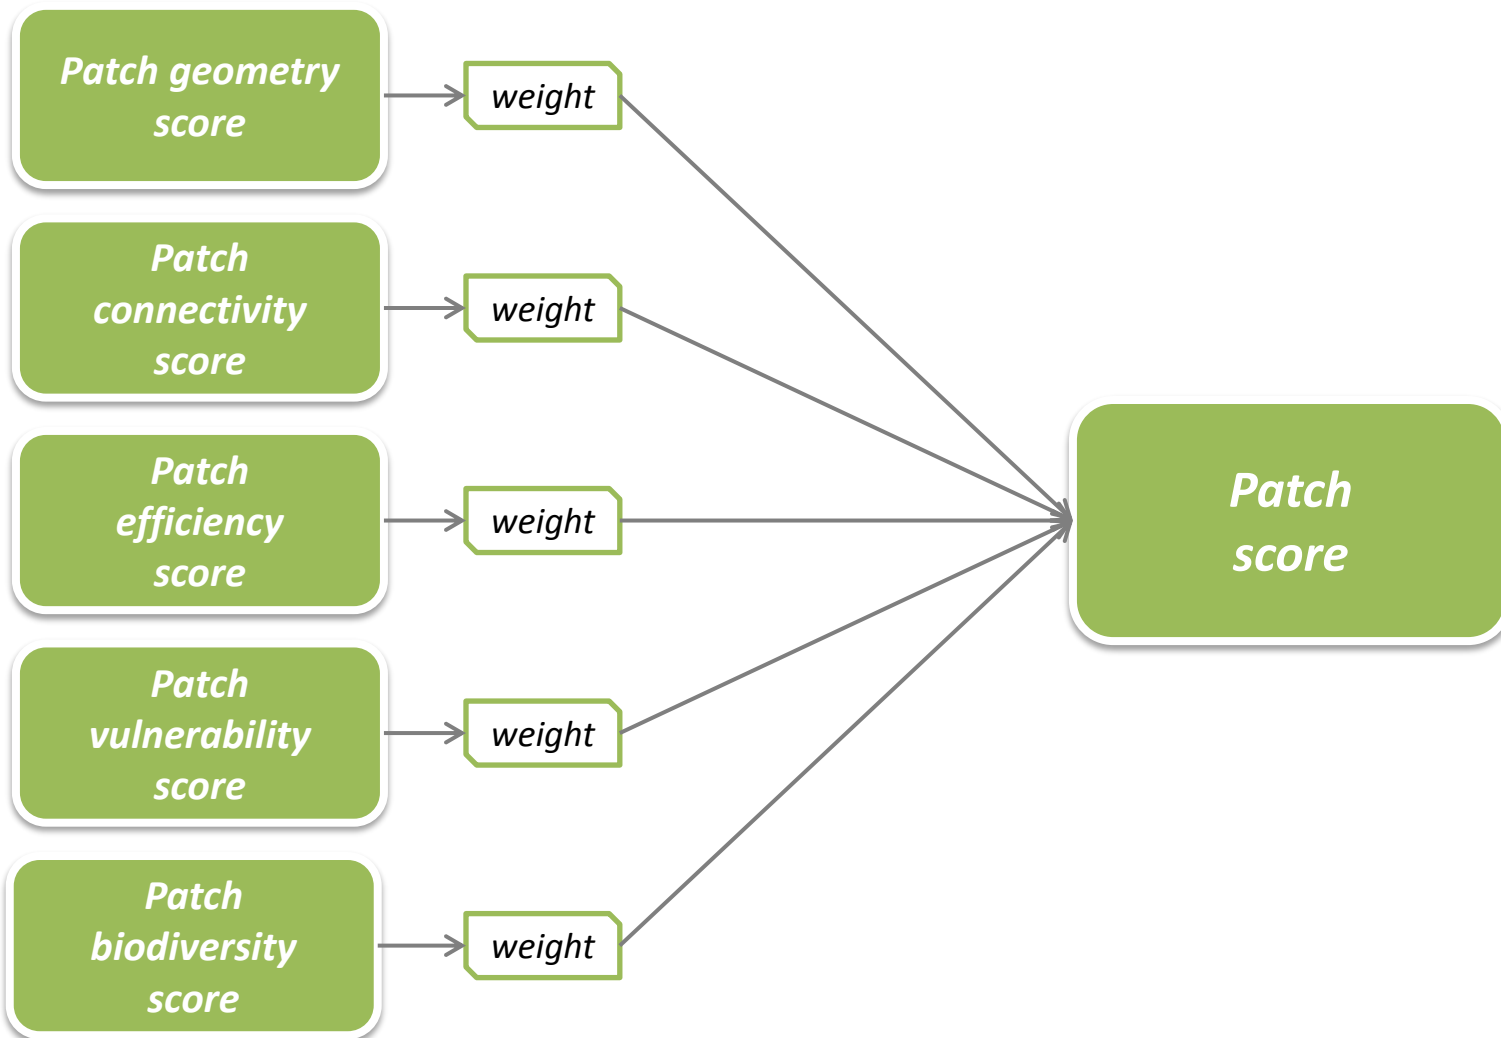 Patch geometry
score
weight
Patch
connectivity
score
weight
Patch
efficiency
score
weight
Patch
vulnerability
score
weight
Patch
biodiversity
score
weight
Patch
score